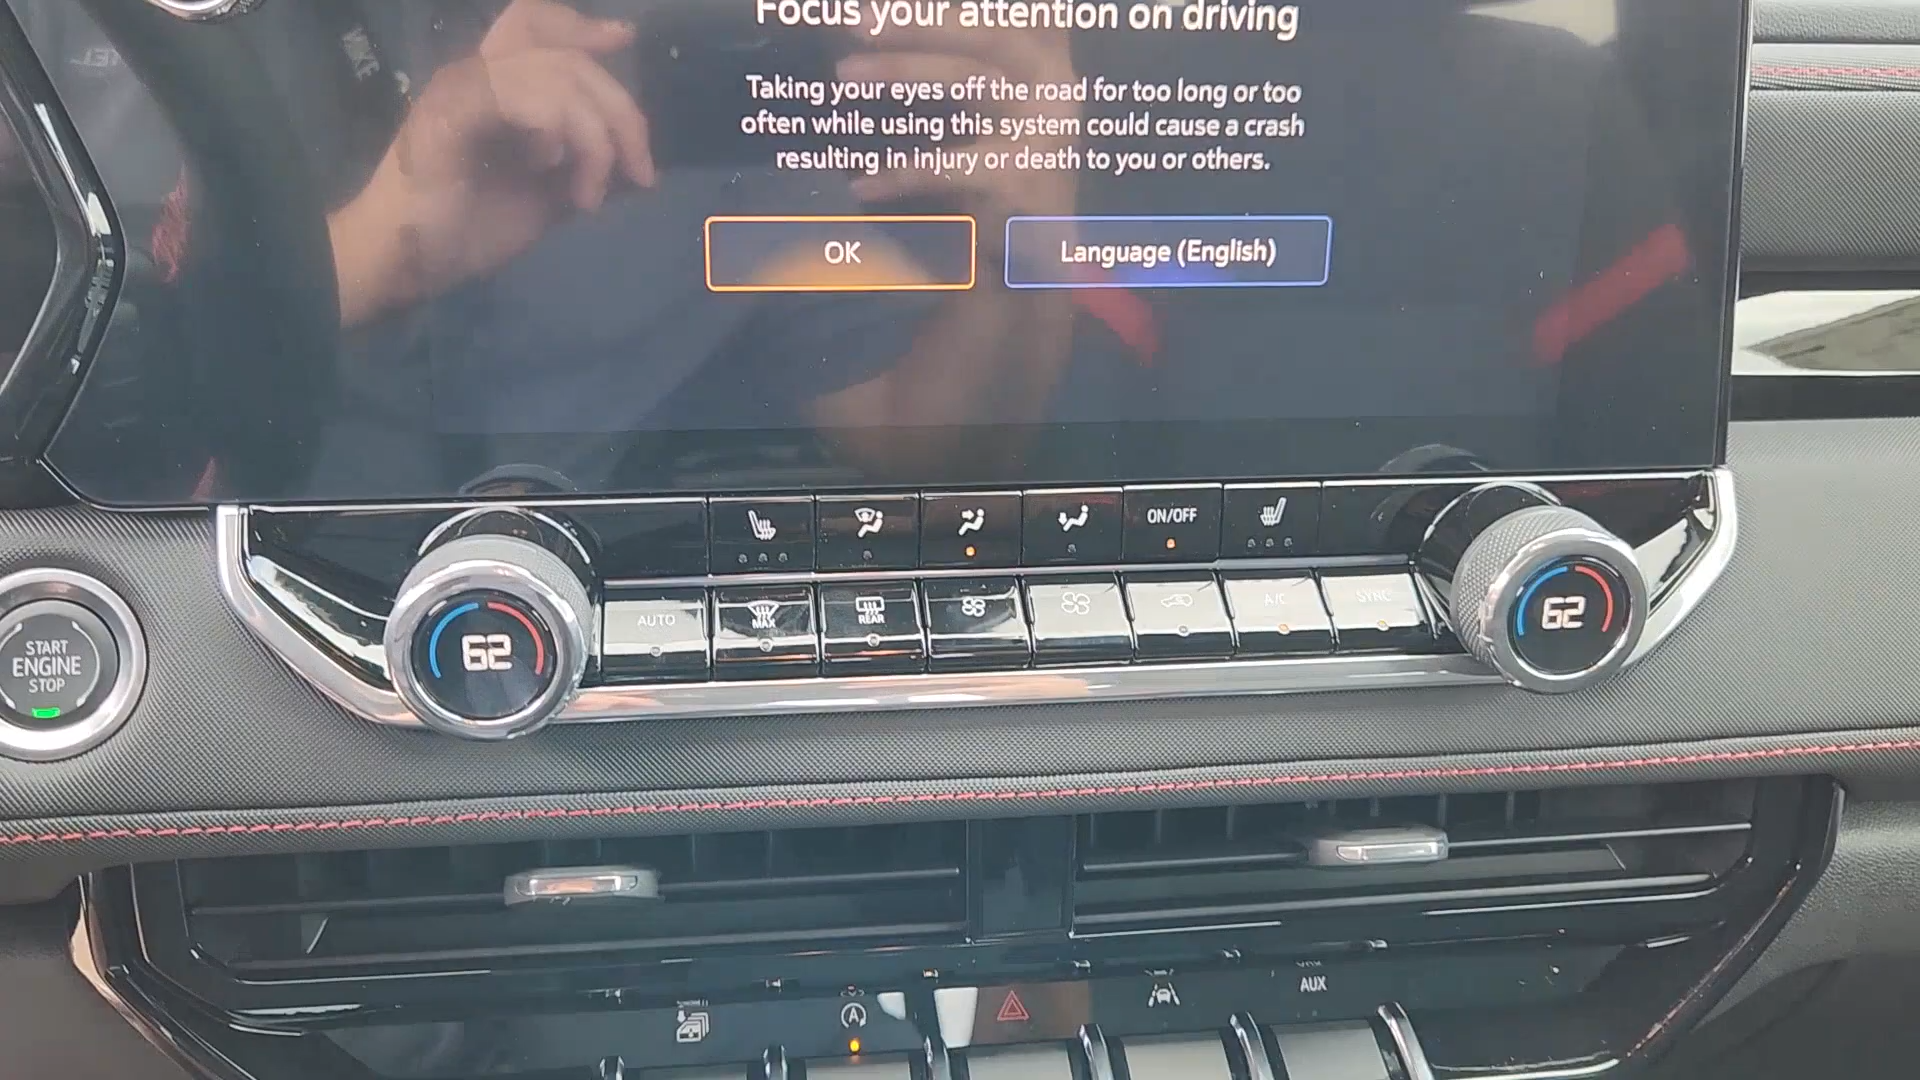 Focus your attention on driving
Taking your eyes off the road for too long or too
often while using this system could cause a crash
resulting in injury or death to you or others.
OK
Language (English)
ON/OFF
AUTO
MAX
REAR
A/C
SYNC
62
62
START
ENGINE
STOP
A
AUX